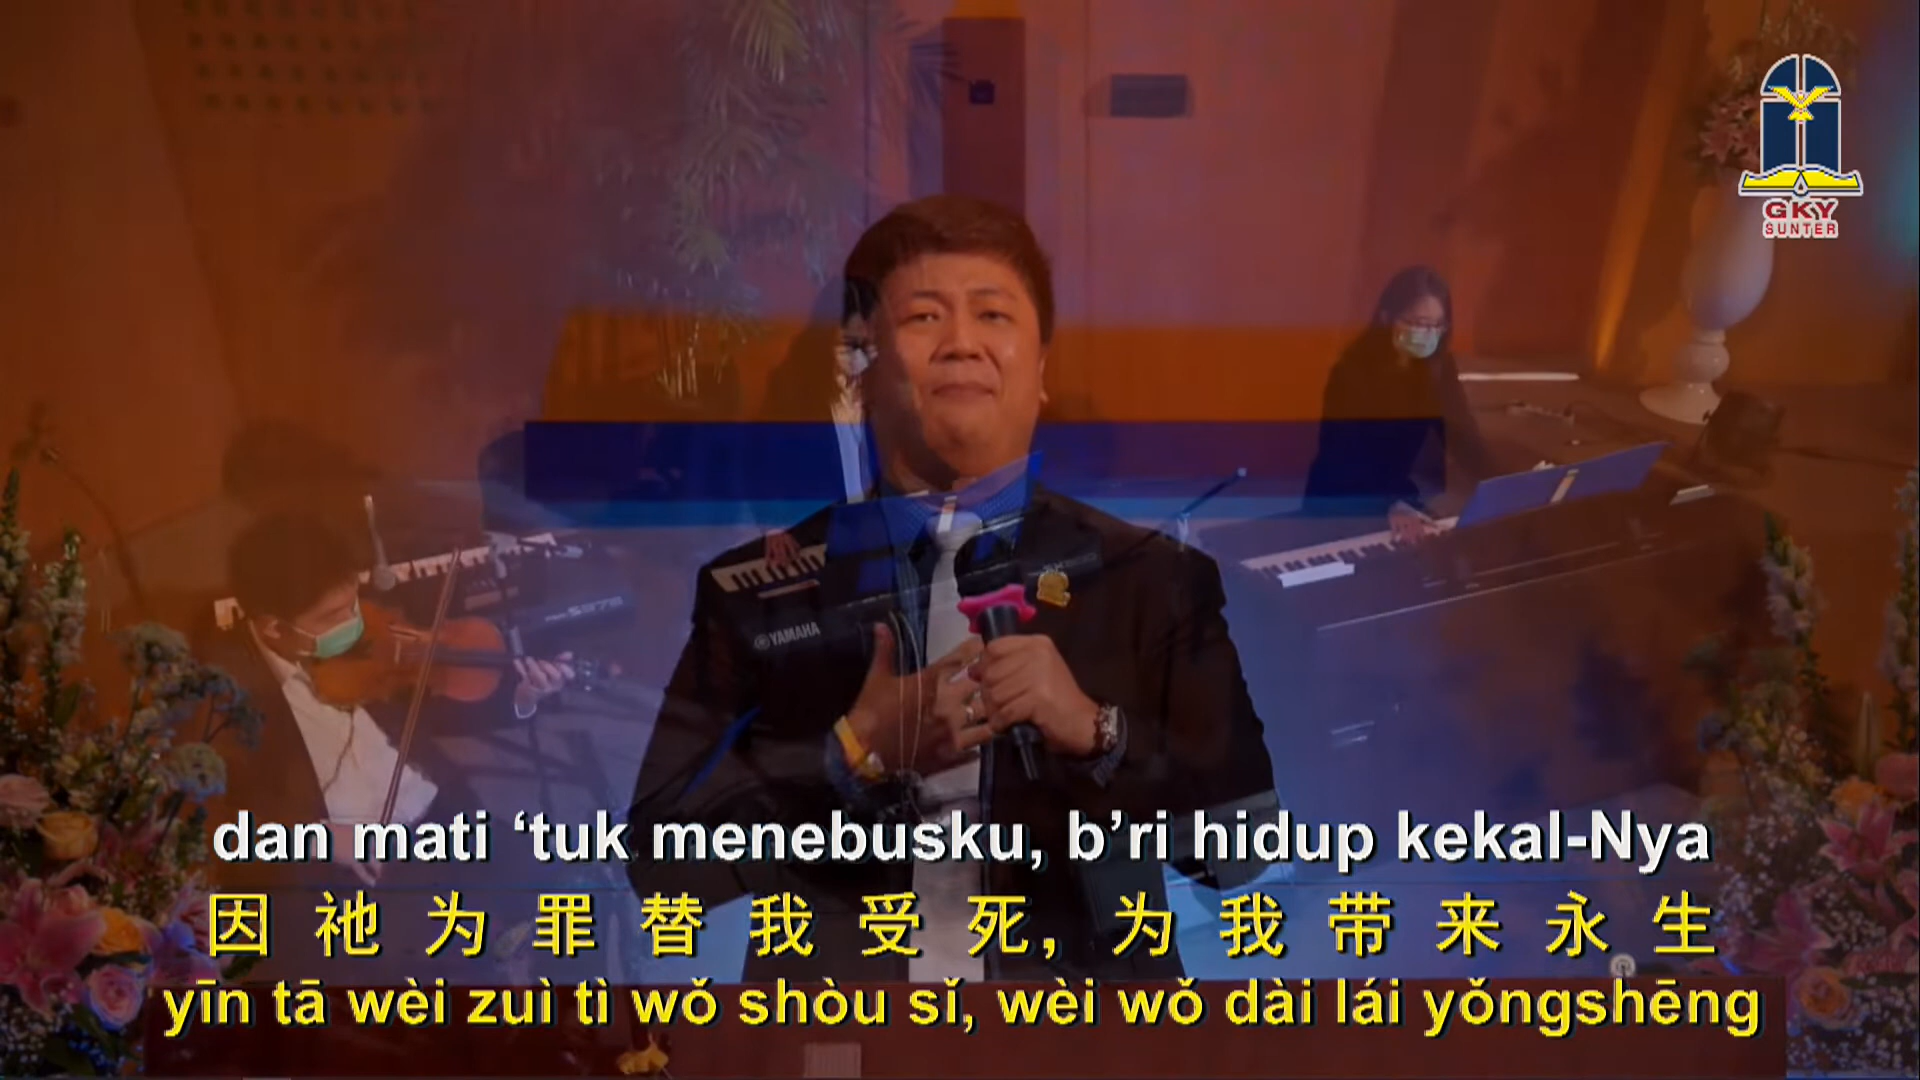 GKY
SUNTER
YAMAHA
dan mati ‘tuk menebusku, b’ri hidup kekal-Nya
因祂为罪替我受死，为我带来永生
yīn tā wèi zuì tì wǒ shòu sǐ, wèi wǒ dài lái yǒngshēng